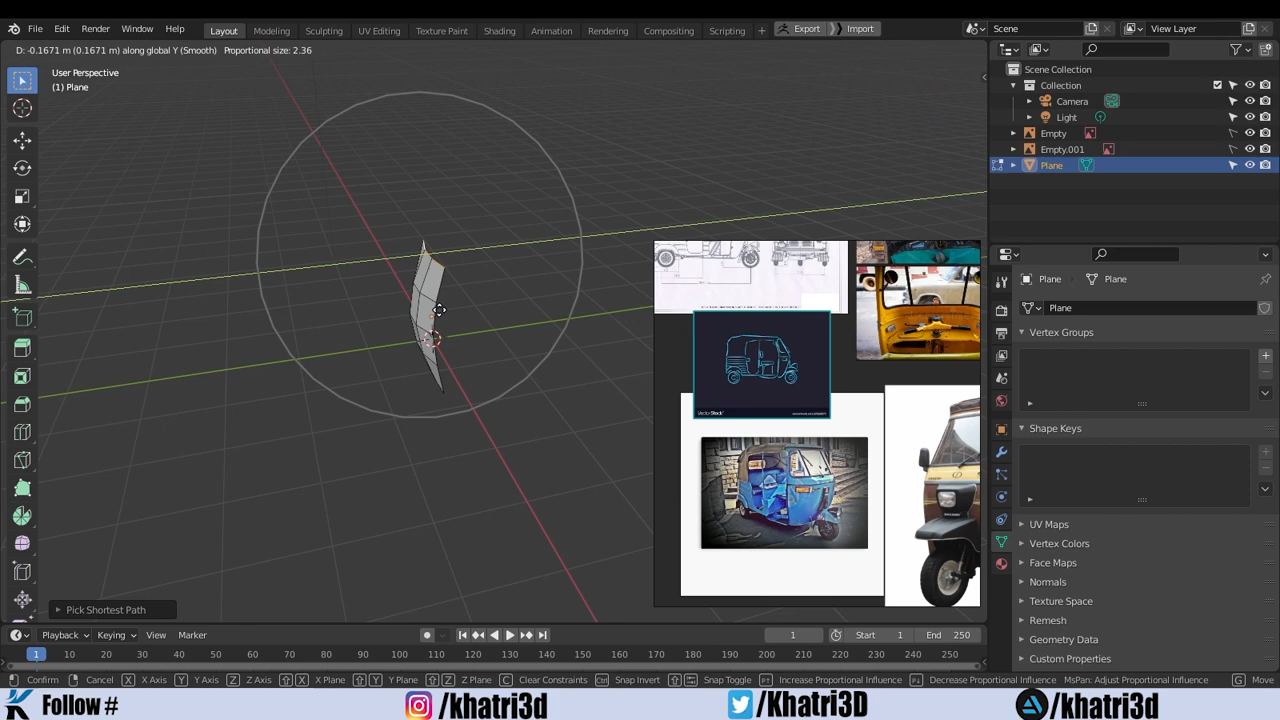 File Edit Render Window Help Layout Modeling Sculpting UV Editing Texture Paint Shading Animation Rendering Compositing Scripting + Export Import Scene View Layer
D: -0.1671 m (0.1671 m) along global Y (Smooth) Proportional size: 2.36
User Perspective
(1) Plane
Scene Collection
Collection
Camera
Light
Empty
Empty.001
Plane
Plane Plane
Plane
Vertex Groups
Shape Keys
UV Maps
Vertex Colors
Face Maps
Normals
Texture Space
Remesh
Geometry Data
Custom Properties
VectorStock
Pick Shortest Path
Playback Keying View Marker 1 Start 1 End 250
1 10 20 30 40 50 60 70 80 90 100 110 120 130 140 150 160 170 180 190 200 210 220 230 240 250
Confirm Cancel X X Axis Y Y Axis Z Z Axis X X Plane Y Y Plane Z Z Plane C Clear Constraints Ctrl Snap Invert Snap Toggle Increase Proportional Influence Decrease Proportional Influence MsPan: Adjust Proportional Influence G Move
Follow # /khatri3d /Khatri3D /khatri3d